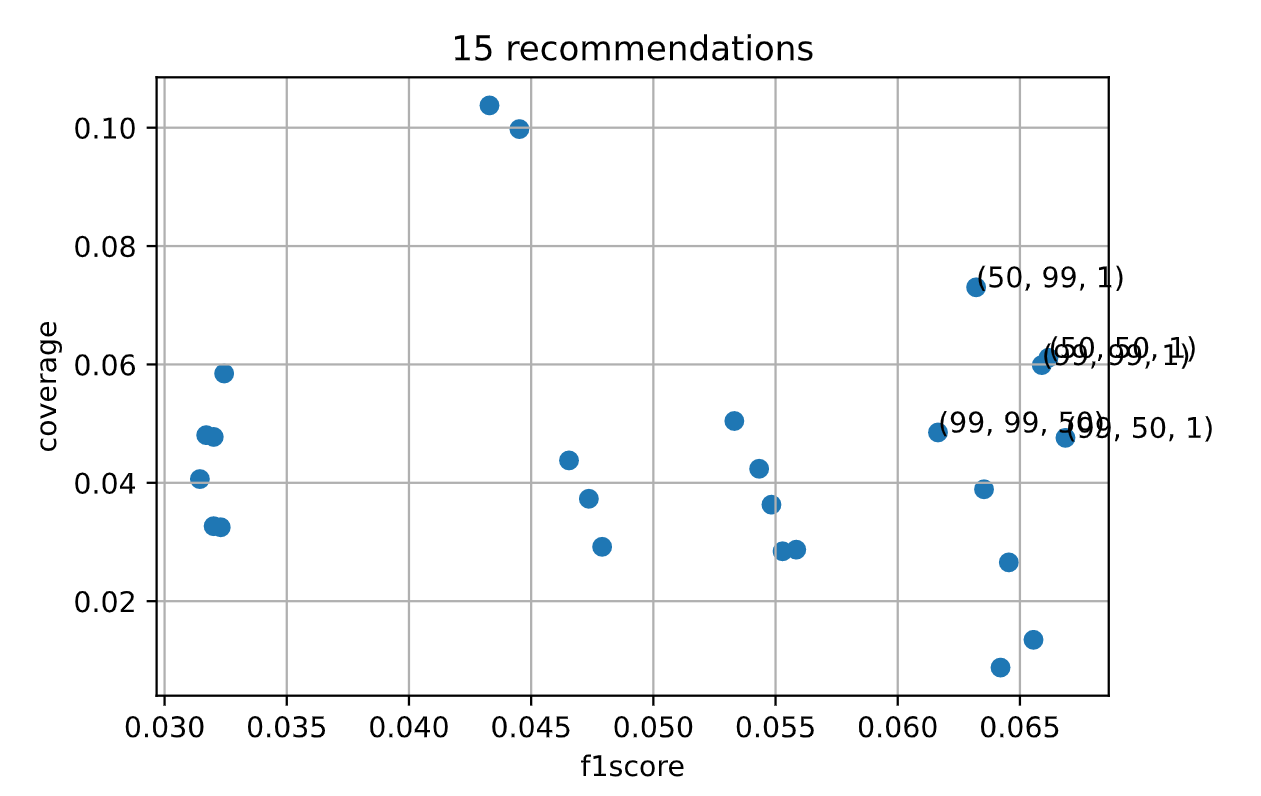 15 recommendations
0.10
0.08
0.06
0.04
0.02
coverage
(50, 99, 1)
(50, 50, 1)
(99, 99, 1)
(99, 99, 50)
(99, 50, 1)
0.030 0.035 0.040 0.045 0.050 0.055 0.060 0.065
f1score